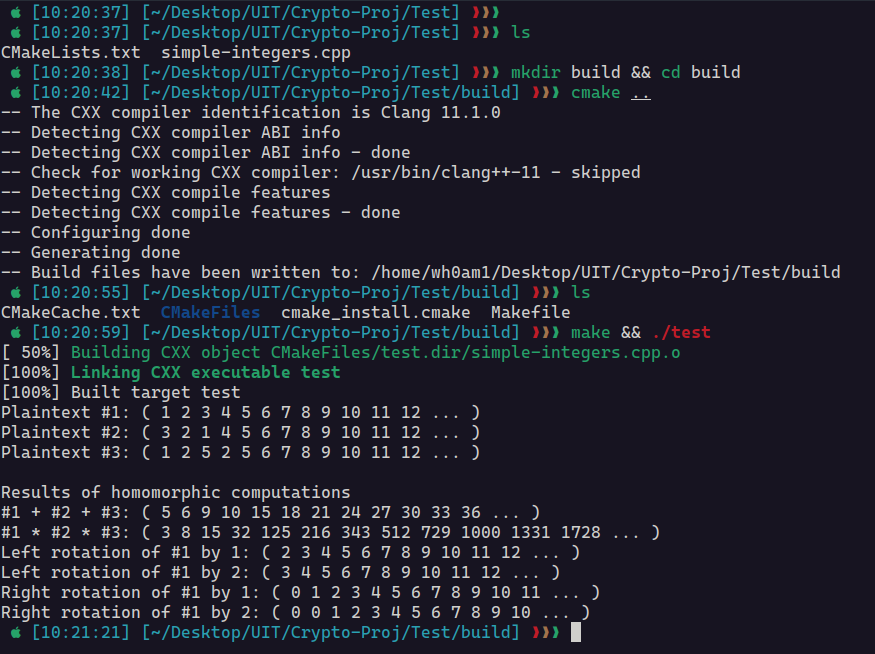 [10:20:37] [~/Desktop/UIT/Crypto-Proj/Test] ❯❯❯
[10:20:37] [~/Desktop/UIT/Crypto-Proj/Test] ❯❯❯ ls
CMakeLists.txt  simple-integers.cpp
[10:20:38] [~/Desktop/UIT/Crypto-Proj/Test] ❯❯❯ mkdir build && cd build
[10:20:42] [~/Desktop/UIT/Crypto-Proj/Test/build] ❯❯❯ cmake ..
-- The CXX compiler identification is Clang 11.1.0
-- Detecting CXX compiler ABI info
-- Detecting CXX compiler ABI info - done
-- Check for working CXX compiler: /usr/bin/clang++-11 - skipped
-- Detecting CXX compile features
-- Detecting CXX compile features - done
-- Configuring done
-- Generating done
-- Build files have been written to: /home/wh0am1/Desktop/UIT/Crypto-Proj/Test/build
[10:20:55] [~/Desktop/UIT/Crypto-Proj/Test/build] ❯❯❯ ls
CMakeCache.txt  CMakeFiles  cmake_install.cmake  Makefile
[10:20:59] [~/Desktop/UIT/Crypto-Proj/Test/build] ❯❯❯ make && ./test
[ 50%] Building CXX object CMakeFiles/test.dir/simple-integers.cpp.o
[100%] Linking CXX executable test
[100%] Built target test
Plaintext #1: ( 1 2 3 4 5 6 7 8 9 10 11 12 ... )
Plaintext #2: ( 3 2 1 4 5 6 7 8 9 10 11 12 ... )
Plaintext #3: ( 1 2 5 2 5 6 7 8 9 10 11 12 ... )

Results of homomorphic computations
#1 + #2 + #3: ( 5 6 9 10 15 18 21 24 27 30 33 36 ... )
#1 * #2 * #3: ( 3 8 15 32 125 216 343 512 729 1000 1331 1728 ... )
Left rotation of #1 by 1: ( 2 3 4 5 6 7 8 9 10 11 12 ... )
Left rotation of #1 by 2: ( 3 4 5 6 7 8 9 10 11 12 ... )
Right rotation of #1 by 1: ( 0 1 2 3 4 5 6 7 8 9 10 11 ... )
Right rotation of #1 by 2: ( 0 0 1 2 3 4 5 6 7 8 9 10 ... )
[10:21:21] [~/Desktop/UIT/Crypto-Proj/Test/build] ❯❯❯